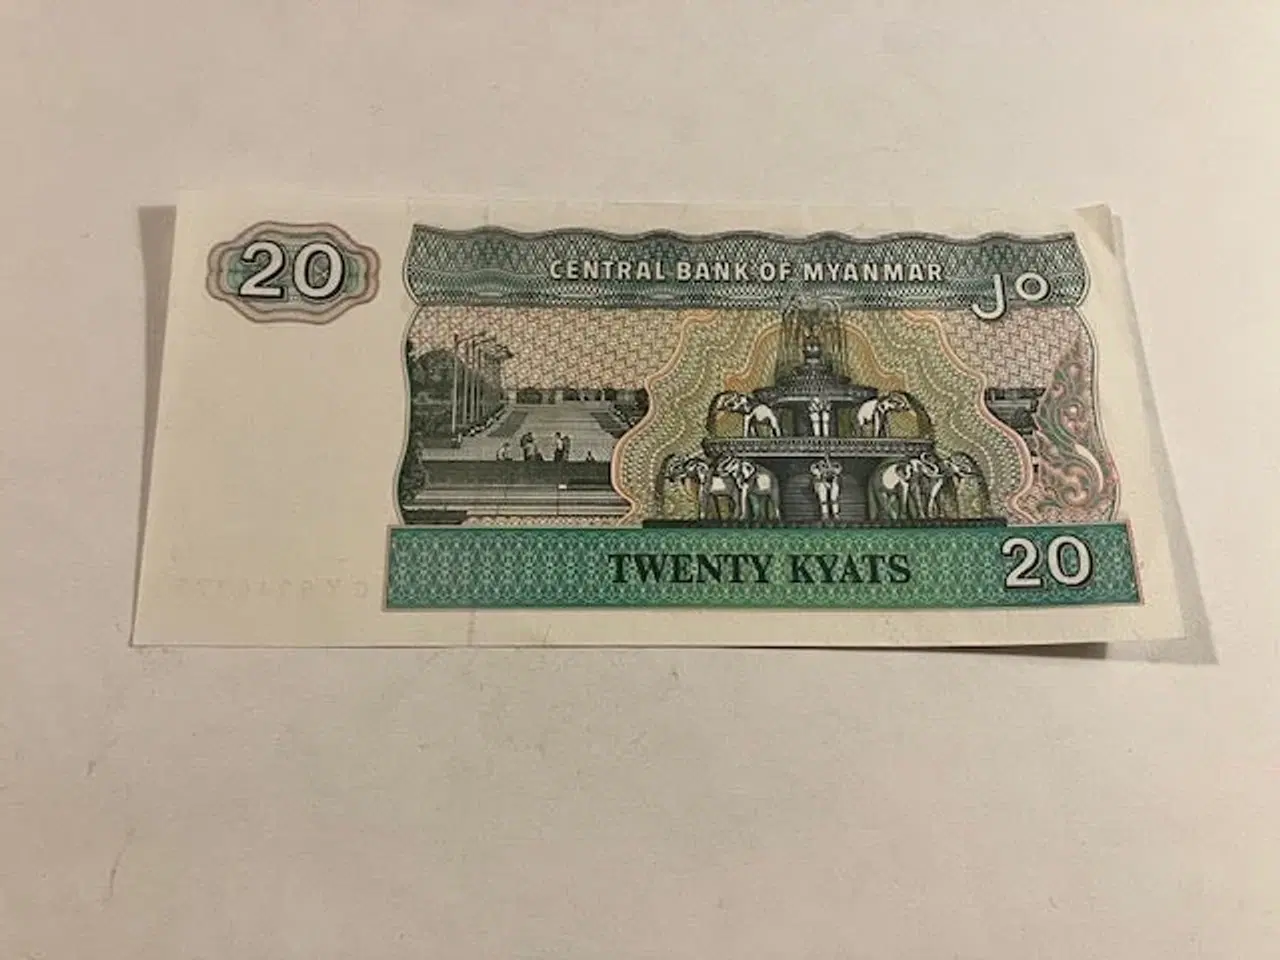 20
CENTRAL BANK OF MYANMAR
၂၀
TWENTY KYATS
20